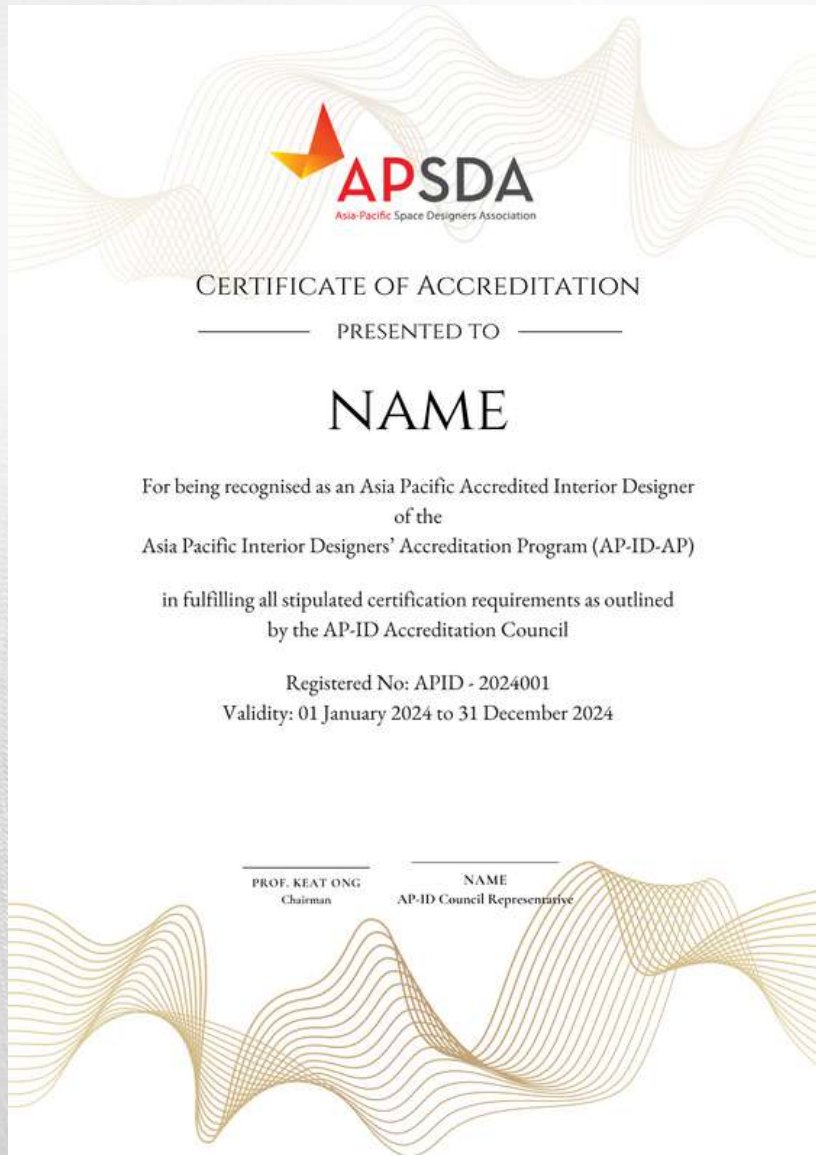 APSDA
Asia-Pacific Space Designers Association
CERTIFICATE OF ACCREDITATION
PRESENTED TO
NAME
For being recognised as an Asia Pacific Accredited Interior Designer
of the
Asia Pacific Interior Designers’ Accreditation Program (AP-ID-AP)
in fulfilling all stipulated certification requirements as outlined
by the AP-ID Accreditation Council
Registered No: APID - 2024001
Validity: 01 January 2024 to 31 December 2024
PROF. KEAT ONG
Chairman
NAME
AP-ID Council Representative